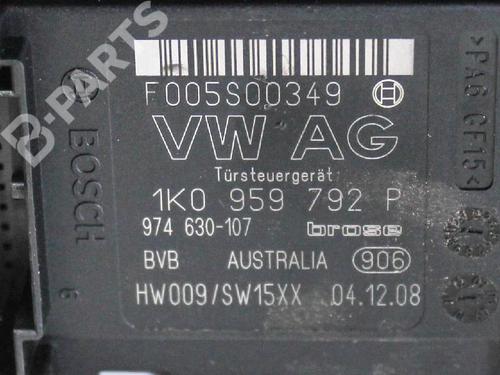 B-PARTS
F005S00349
VW AG
Türsteuergerät
1K0 959 792 P
974 630-107 brose
BVB AUSTRALIA 906
HW009/SW15XX 04.12.08
BOSCH
6
>PA6 GF15<